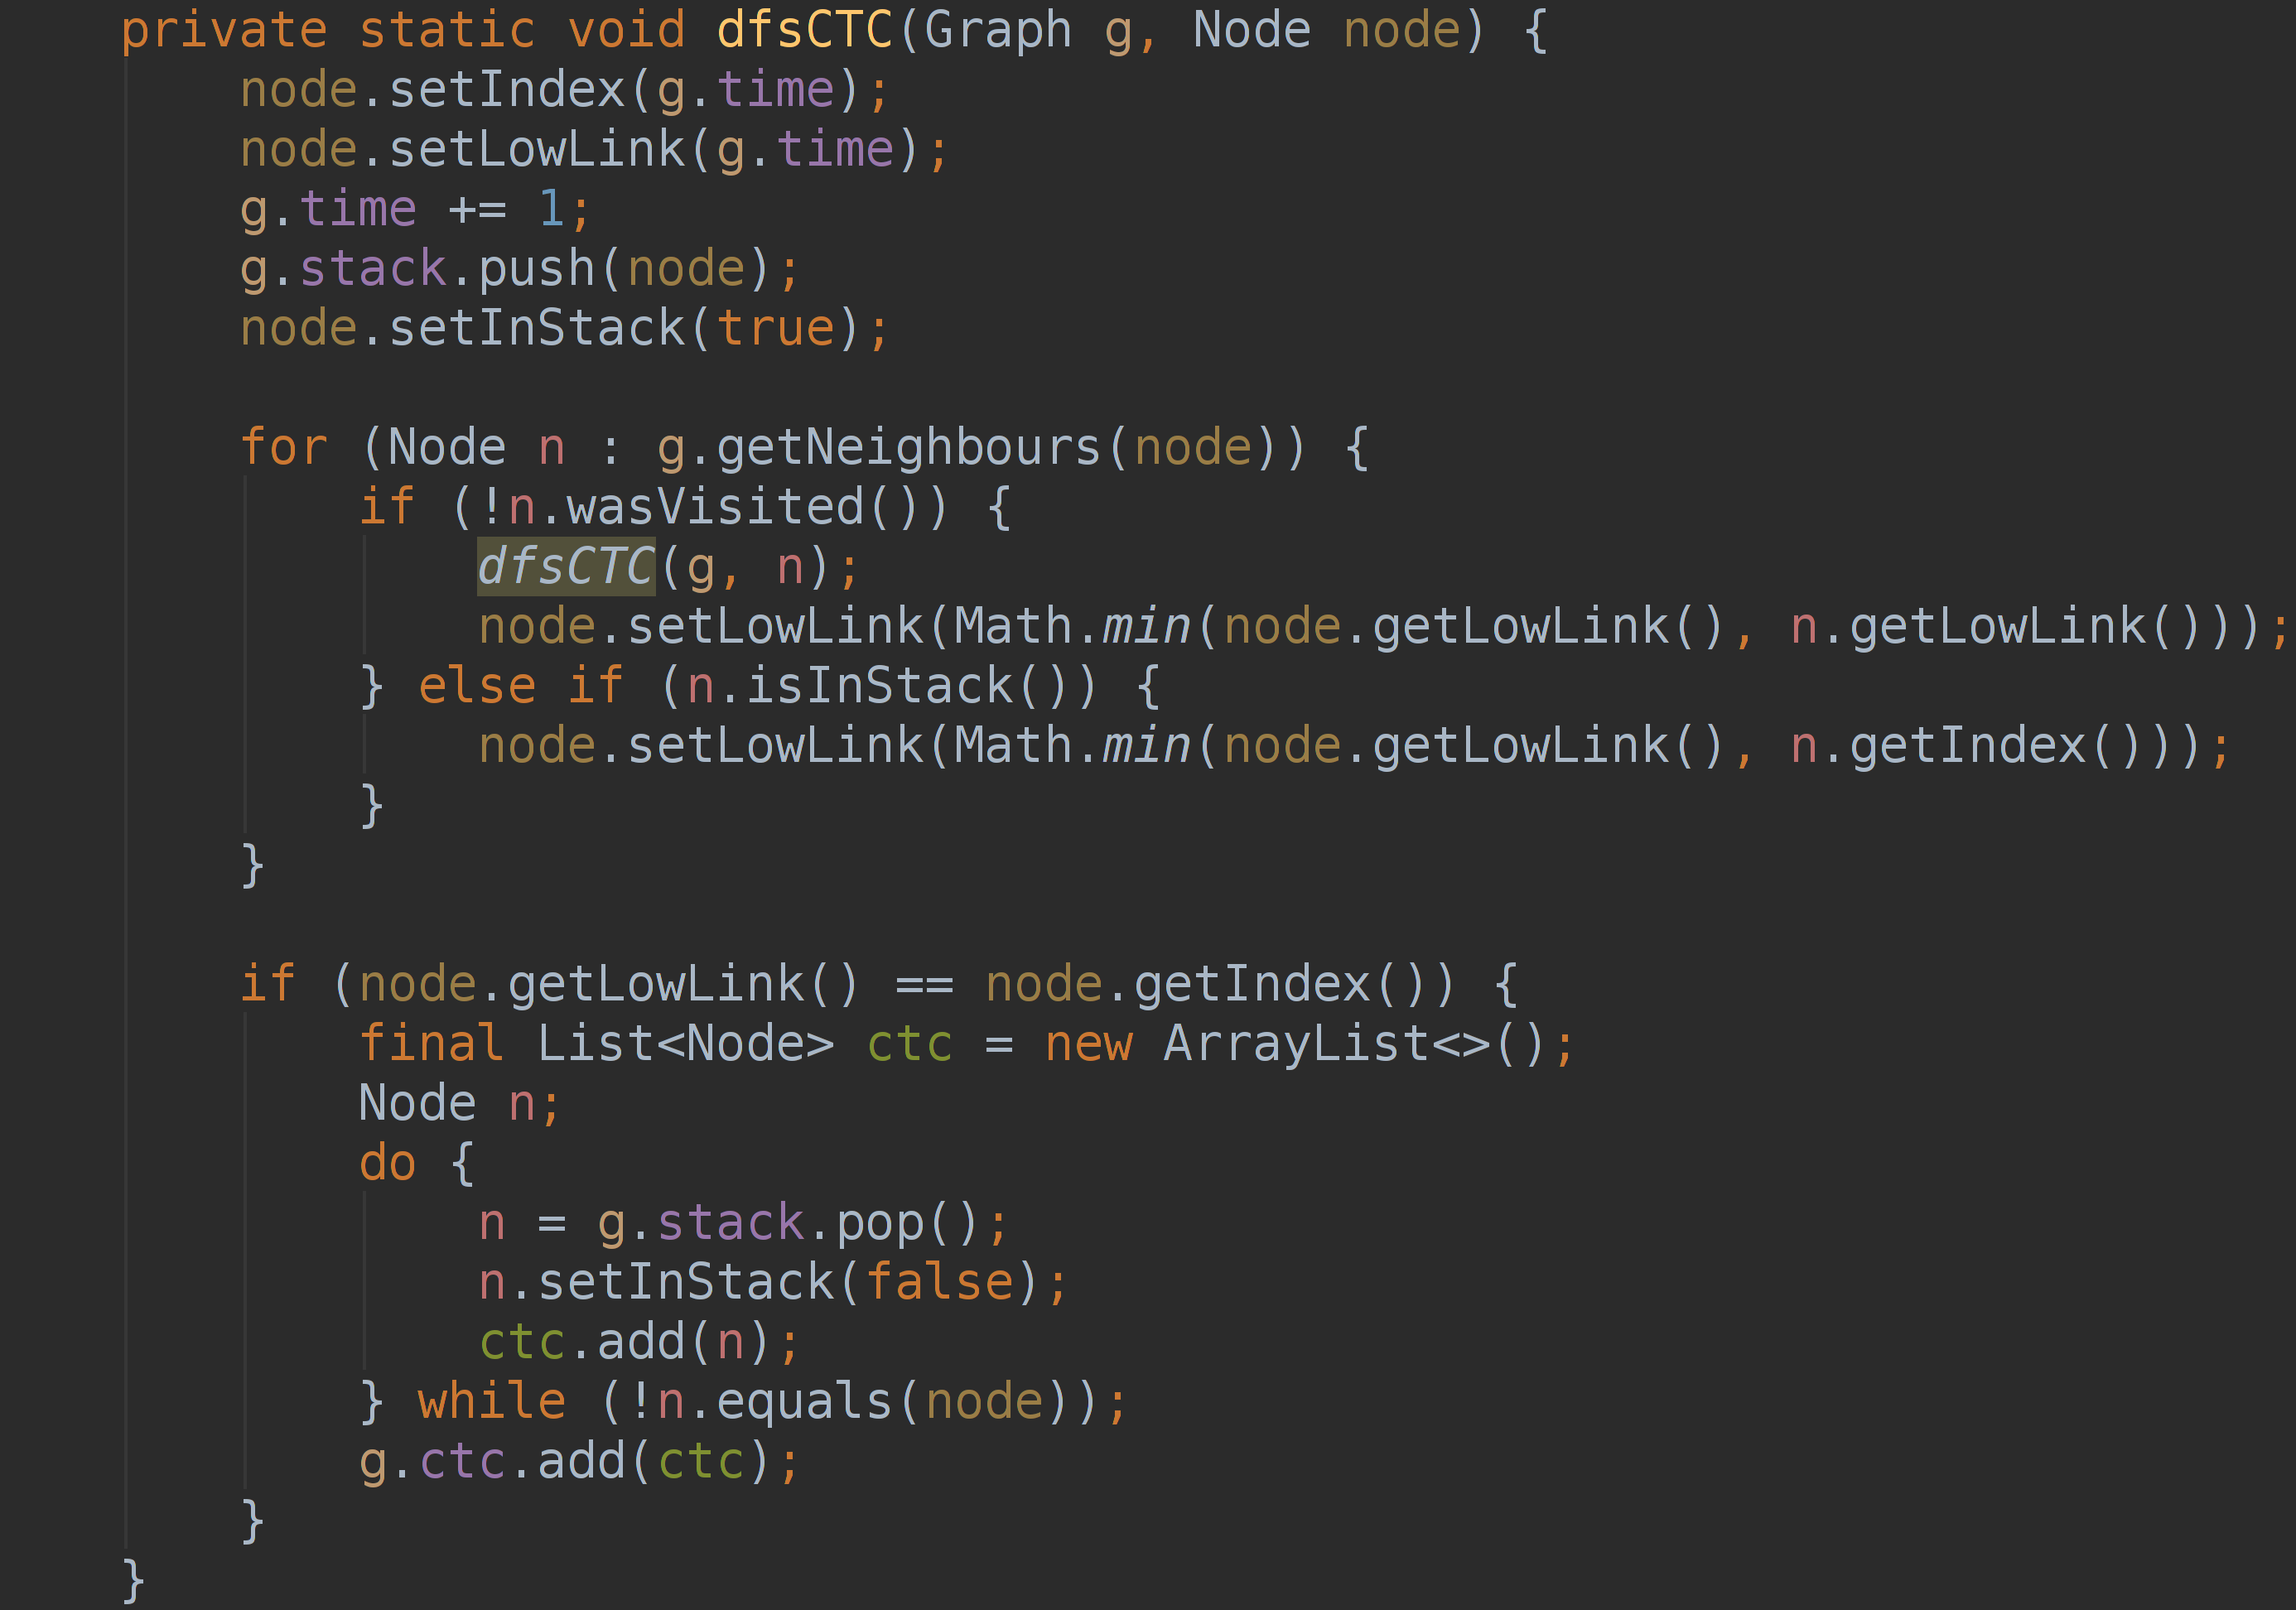 private static void dfsCTC(Graph g, Node node) {
    node.setIndex(g.time);
    node.setLowLink(g.time);
    g.time += 1;
    g.stack.push(node);
    node.setInStack(true);

    for (Node n : g.getNeighbours(node)) {
        if (!n.wasVisited()) {
            dfsCTC(g, n);
            node.setLowLink(Math.min(node.getLowLink(), n.getLowLink()));
        } else if (n.isInStack()) {
            node.setLowLink(Math.min(node.getLowLink(), n.getIndex()));
        }
    }

    if (node.getLowLink() == node.getIndex()) {
        final List<Node> ctc = new ArrayList<>();
        Node n;
        do {
            n = g.stack.pop();
            n.setInStack(false);
            ctc.add(n);
        } while (!n.equals(node));
        g.ctc.add(ctc);
    }
}